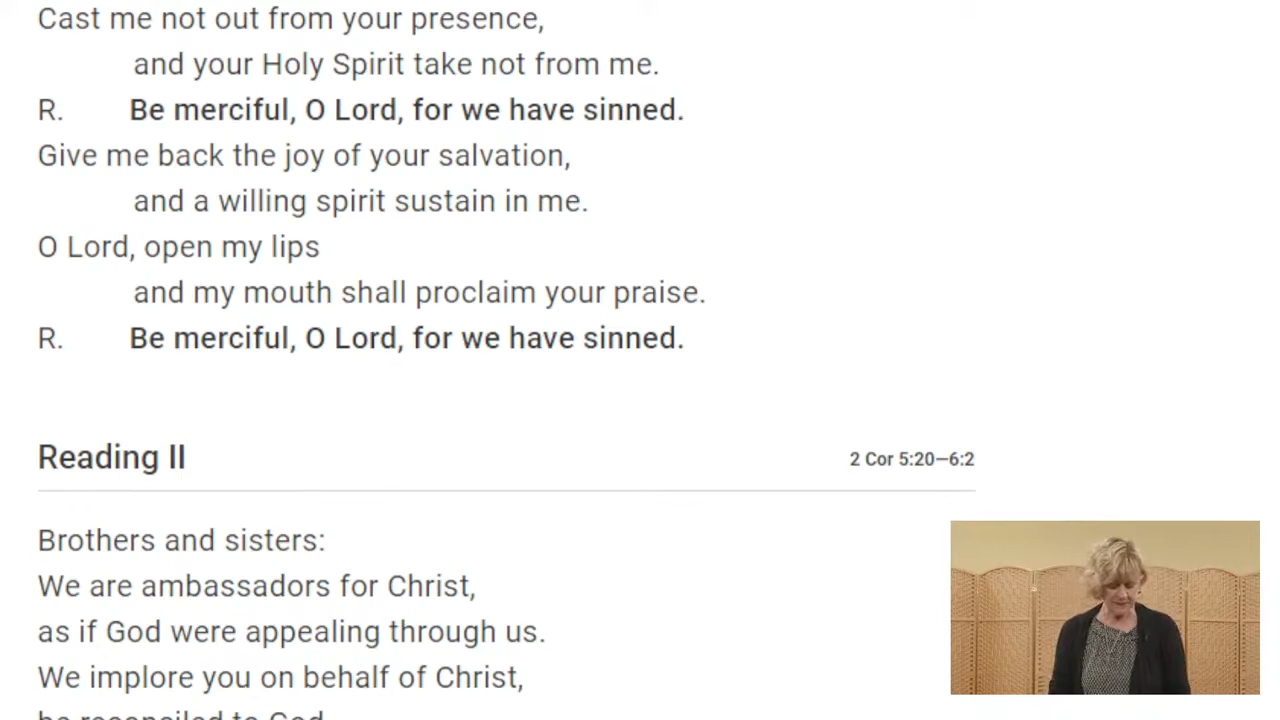 Cast me not out from your presence,
and your Holy Spirit take not from me.
R. Be merciful, O Lord, for we have sinned.
Give me back the joy of your salvation,
and a willing spirit sustain in me.
O Lord, open my lips
and my mouth shall proclaim your praise.
R. Be merciful, O Lord, for we have sinned.
Reading II
2 Cor 5:20—6:2
Brothers and sisters:
We are ambassadors for Christ,
as if God were appealing through us.
We implore you on behalf of Christ,
be reconciled to God